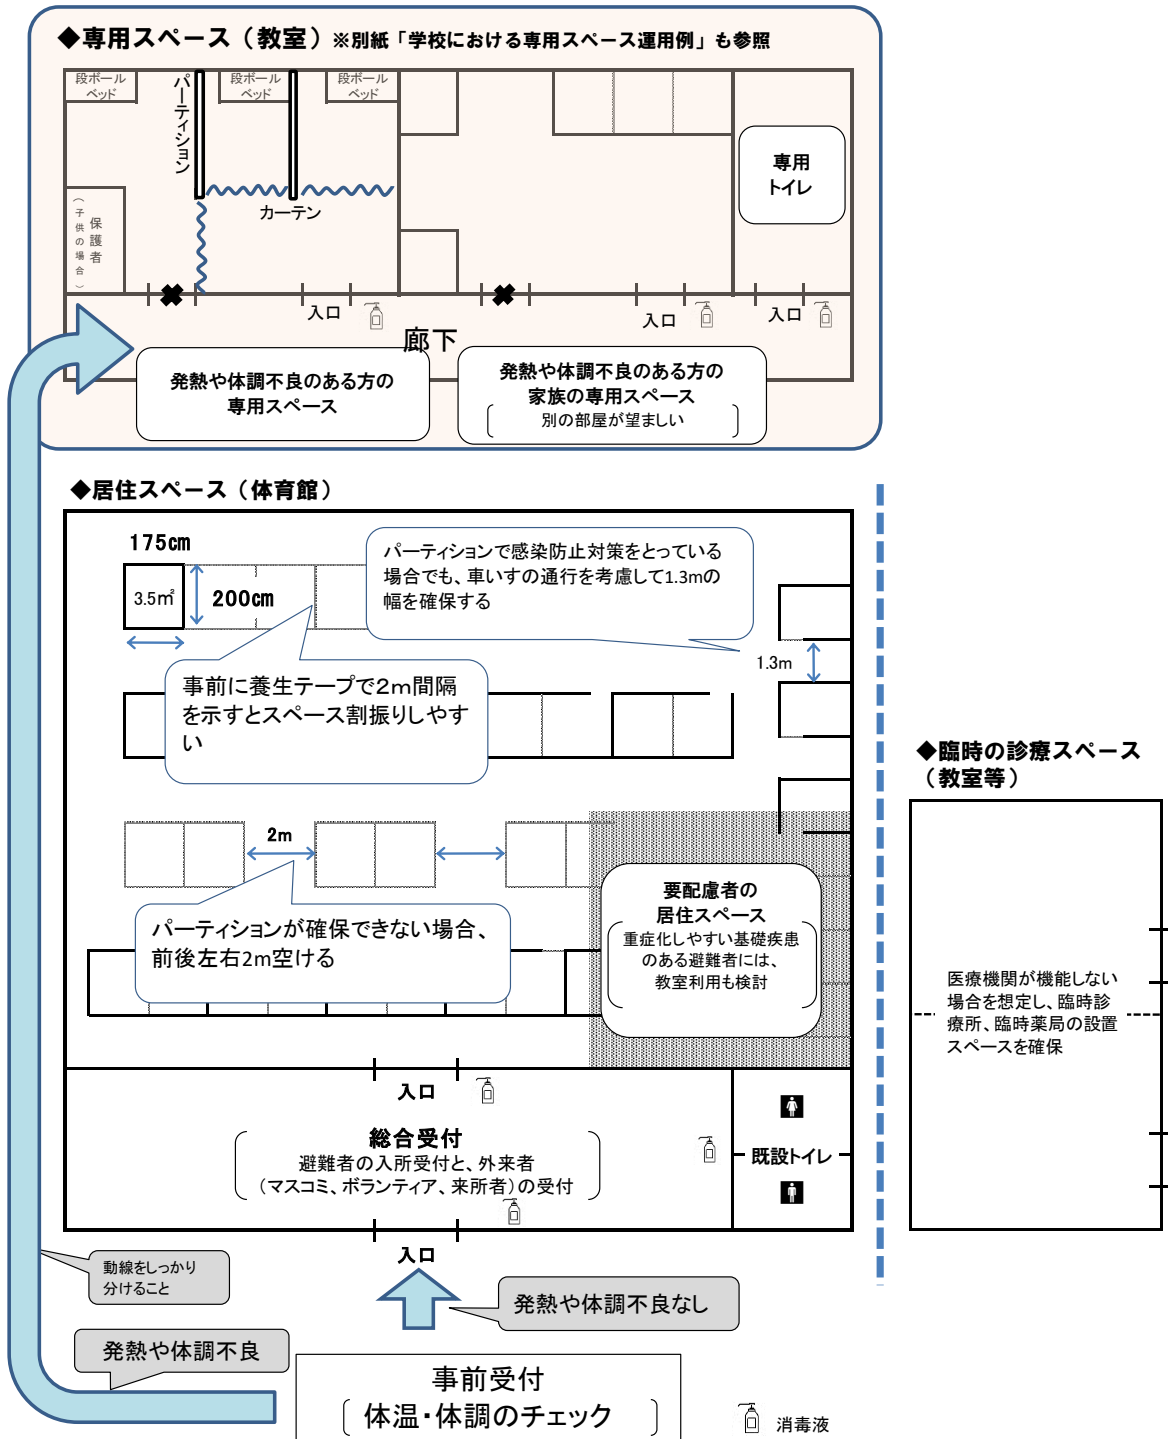 ◆専用スペース（教室）※別紙「学校における専用スペース運用例」も参照
段ボール
ベッド
パーティション
段ボール
ベッド
段ボール
ベッド
専用
トイレ
カーテン
保護者
（子供の場合）
入口
入口
入口
廊下
発熱や体調不良のある方の
専用スペース
発熱や体調不良のある方の
家族の専用スペース
別の部屋が望ましい
◆居住スペース（体育館）
175cm
3.5㎡
200cm
パーティションで感染防止対策をとっている
場合でも、車いすの通行を考慮して1.3mの
幅を確保する
1.3m
事前に養生テープで2ｍ間隔
を示すとスペース割振りしやす
い
2m
パーティションが確保できない場合、
前後左右2m空ける
要配慮者の
居住スペース
重症化しやすい基礎疾患
のある避難者には、
教室利用も検討
◆臨時の診療スペース
（教室等）
医療機関が機能しない
場合を想定し、臨時診
療所、臨時薬局の設置
スペースを確保
入口
総合受付
避難者の入所受付と、外来者
（マスコミ、ボランティア、来所者）の受付
既設トイレ
入口
動線をしっかり
分けること
発熱や体調不良なし
発熱や体調不良
事前受付
体温・体調のチェック
消毒液